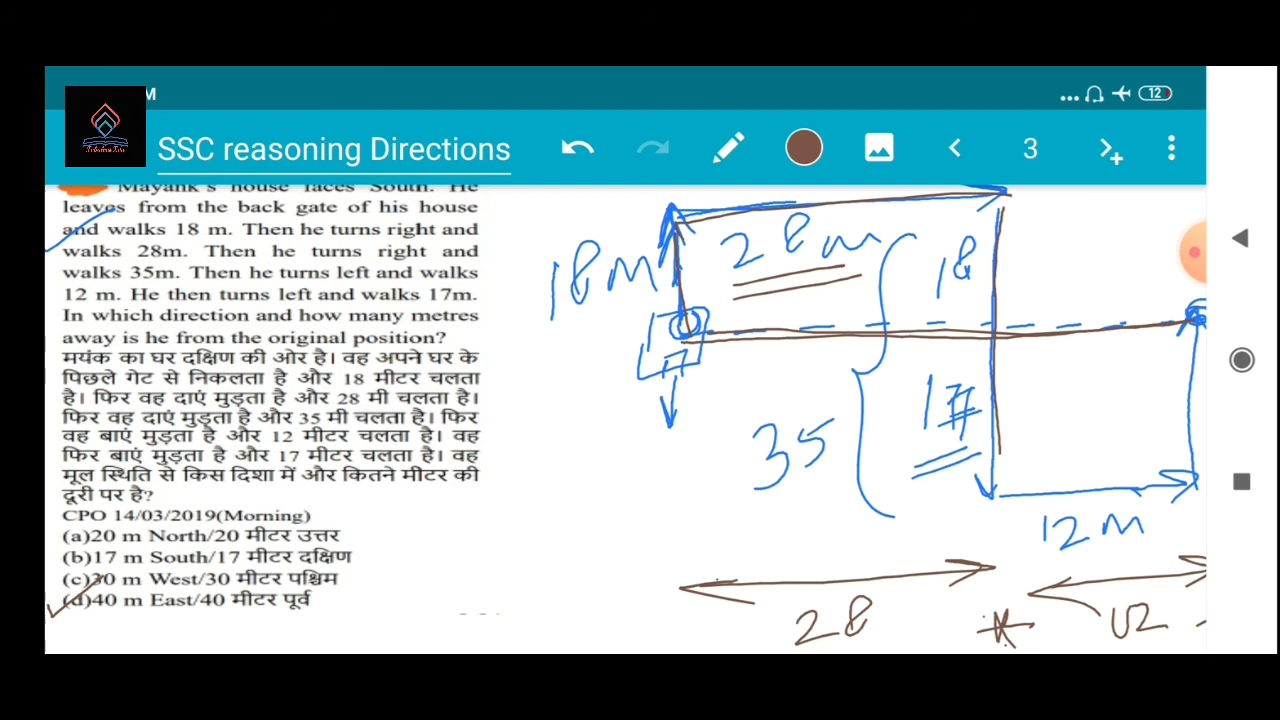 M
12
SSC reasoning Directions
3
Mayank's house faces South. He
leaves from the back gate of his house
and walks 18 m. Then he turns right and
walks 28m. Then he turns right and
walks 35m. Then he turns left and walks
12 m. He then turns left and walks 17m.
In which direction and how many metres
away is he from the original position?
मयंक का घर दक्षिण की ओर है। वह अपने घर के
पिछले गेट से निकलता है और 18 मीटर चलता
है। फिर वह दाएं मुड़ता है और 28 मी चलता है।
फिर वह दाएं मुड़ता है और 35 मी चलता है। फिर
वह बाएं मुड़ता है और 12 मीटर चलता है। वह
फिर बाएं मुड़ता है और 17 मीटर चलता है। वह
मूल स्थिति से किस दिशा में और कितने मीटर की
दूरी पर है?
CPO 14/03/2019(Morning)
(a)20 m North/20 मीटर उत्तर
(b)17 m South/17 मीटर दक्षिण
(c)30 m West/30 मीटर पश्चिम
(d)40 m East/40 मीटर पूर्व
18m
28m
18
17
35
12m
28
12